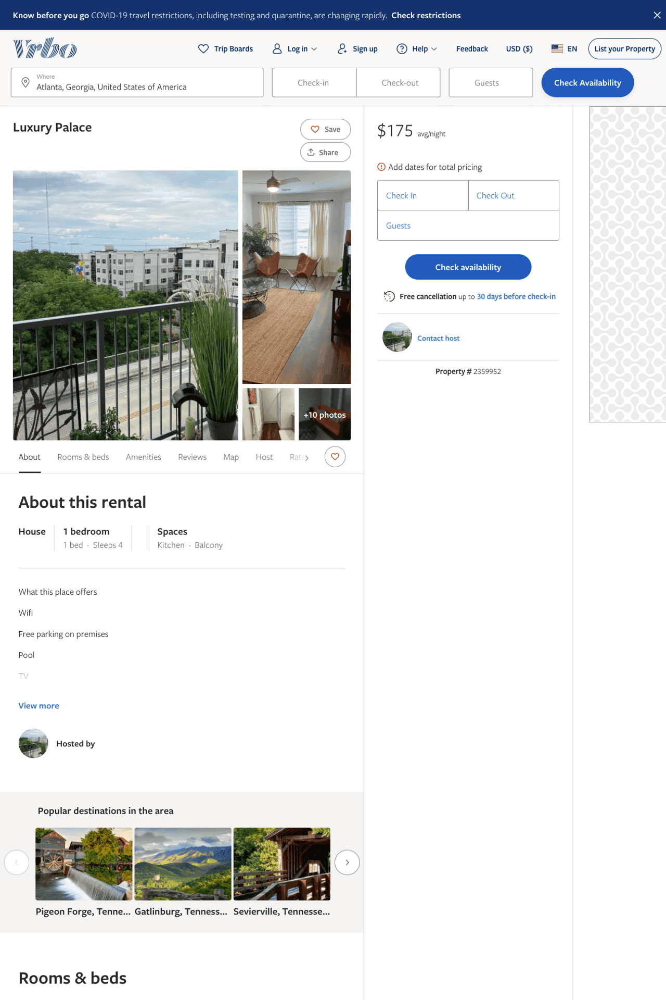 Know before you go COVID-19 travel restrictions, including testing and quarantine, are changing rapidly. Check restrictions
Vrbo
Trip Boards
Log in
Sign up
Help
Feedback
USD ($)
EN
List your Property
Where
Atlanta, Georgia, United States of America
Check-in
Check-out
Guests
Check Availability
Luxury Palace
Save
Share
+10 photos
$175 avg/night
Add dates for total pricing
Check In
Check Out
Guests
Check availability
Free cancellation up to 30 days before check-in
Contact host
Property # 2359952
About
Rooms & beds
Amenities
Reviews
Map
Host
Rate
About this rental
House
1 bedroom
1 bed · Sleeps 4
Spaces
Kitchen · Balcony
What this place offers
Wifi
Free parking on premises
Pool
TV
View more
Hosted by
Popular destinations in the area
Pigeon Forge, Tenne...
Gatlinburg, Tenness...
Sevierville, Tennesse...
Rooms & beds